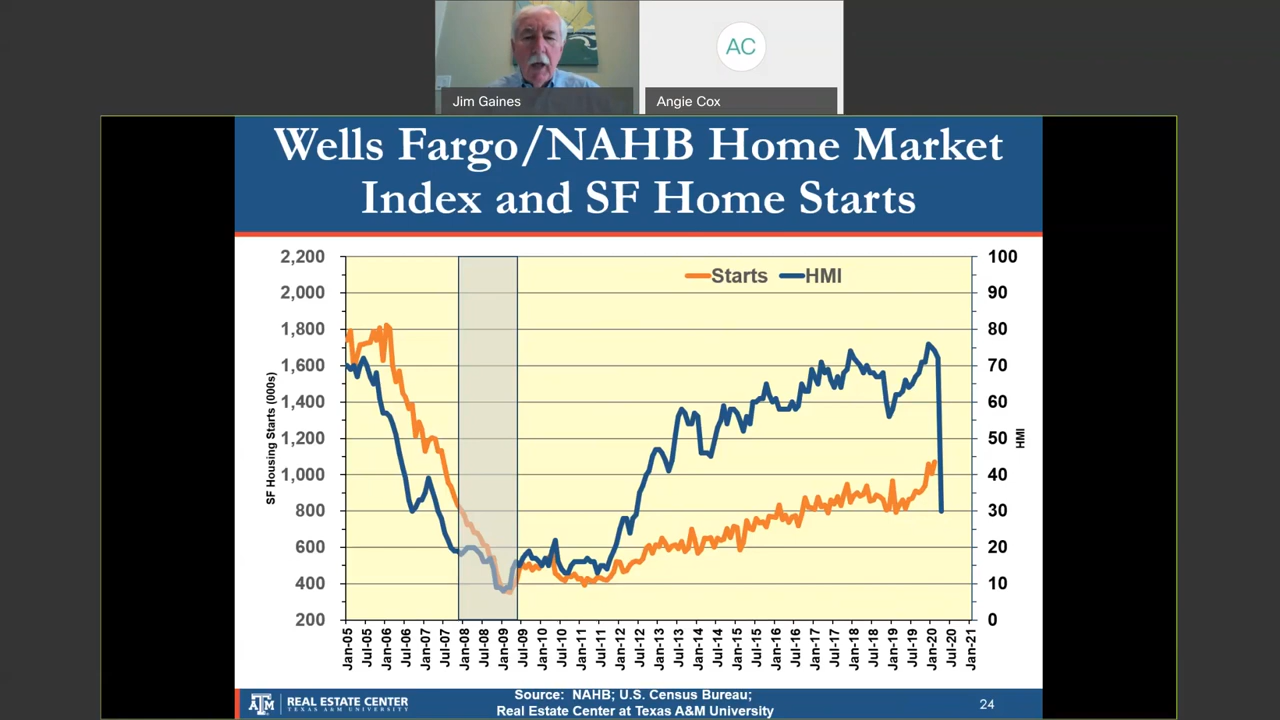 AC
Jim Gaines
Angie Cox
Wells Fargo/NAHB Home Market
Index and SF Home Starts
2,200
2,000
1,800
1,600
1,400
1,200
1,000
800
600
400
200
SF Housing Starts (000s)
Starts
HMI
100
90
80
70
60
50
40
30
20
10
0
HMI
Jan-05
Jul-05
Jan-06
Jul-06
Jan-07
Jul-07
Jan-08
Jul-08
Jan-09
Jul-09
Jan-10
Jul-10
Jan-11
Jul-11
Jan-12
Jul-12
Jan-13
Jul-13
Jan-14
Jul-14
Jan-15
Jul-15
Jan-16
Jul-16
Jan-17
Jul-17
Jan-18
Jul-18
Jan-19
Jul-19
Jan-20
Jul-20
Jan-21
ATM
REAL ESTATE CENTER
TEXAS A&M UNIVERSITY
Source: NAHB; U.S. Census Bureau;
Real Estate Center at Texas A&M University
24